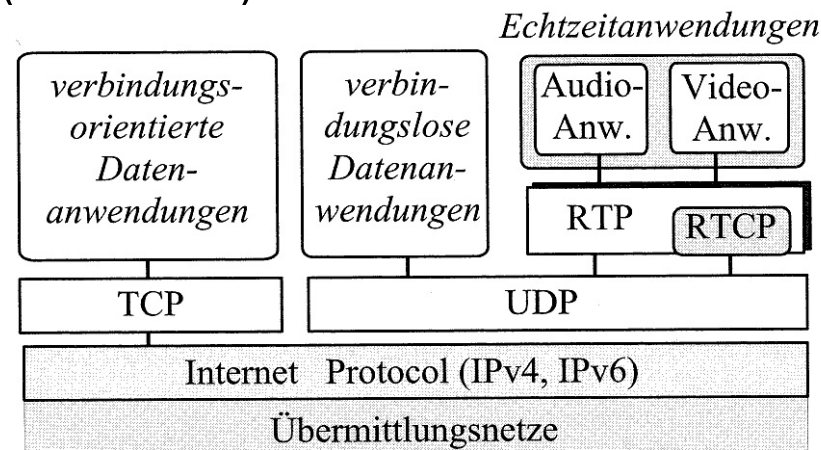 Echtzeitanwendungen
verbindungs-
orientierte
Daten-
anwendungen
verbin-
dungslose
Datenan-
wendungen
Audio-
Anw.
Video-
Anw.
RTP
RTCP
TCP
UDP
Internet Protocol (IPv4, IPv6)
Übermittlungsnetze